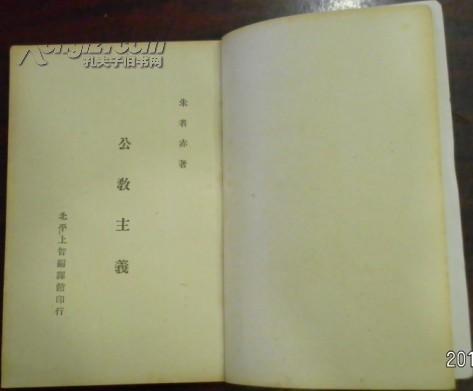 朱者赤著
公教主義
北平上智編譯館印行
kongfz.com
孔夫子旧书网
201